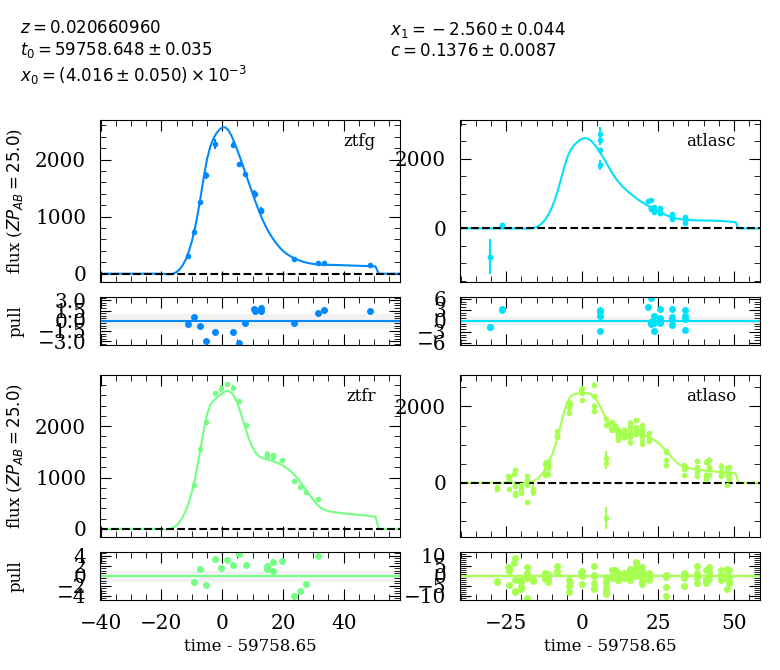 z = 0.020660960
t₀ = 59758.648 ± 0.035
x₀ = (4.016 ± 0.050) × 10⁻³
x₁ = −2.560 ± 0.044
c = 0.1376 ± 0.0087
flux (ZP_AB = 25.0)
2000
1000
0
ztfg
2000
0
atlasc
pull
3.0
1.5
0.0
−1.5
−3.0
6
3
0
−3
−6
flux (ZP_AB = 25.0)
2000
1000
0
ztfr
2000
0
atlaso
pull
4
2
0
−2
−4
10
5
0
−5
−10
−40 −20 0 20 40
−25 0 25 50
time - 59758.65
time - 59758.65